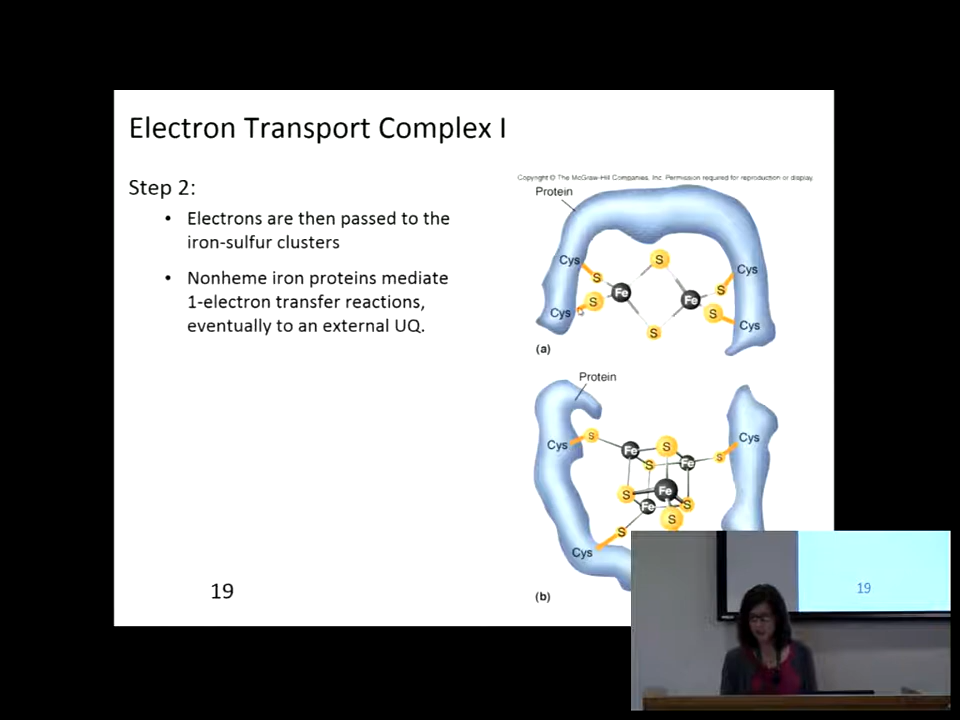 Electron Transport Complex I
Step 2:
• Electrons are then passed to the
iron-sulfur clusters
• Nonheme iron proteins mediate
1-electron transfer reactions,
eventually to an external UQ.
19
Copyright © The McGraw-Hill Companies, Inc. Permission required for reproduction or display.
Protein
Cys
S
S
Cys
S
Fe
Fe
S
S
Cys
S
S
Cys
(a)
Protein
Cys
S
Fe
S
Cys
S
Fe
S
S
Fe
Fe
S
S
S
Cys
(b)
19